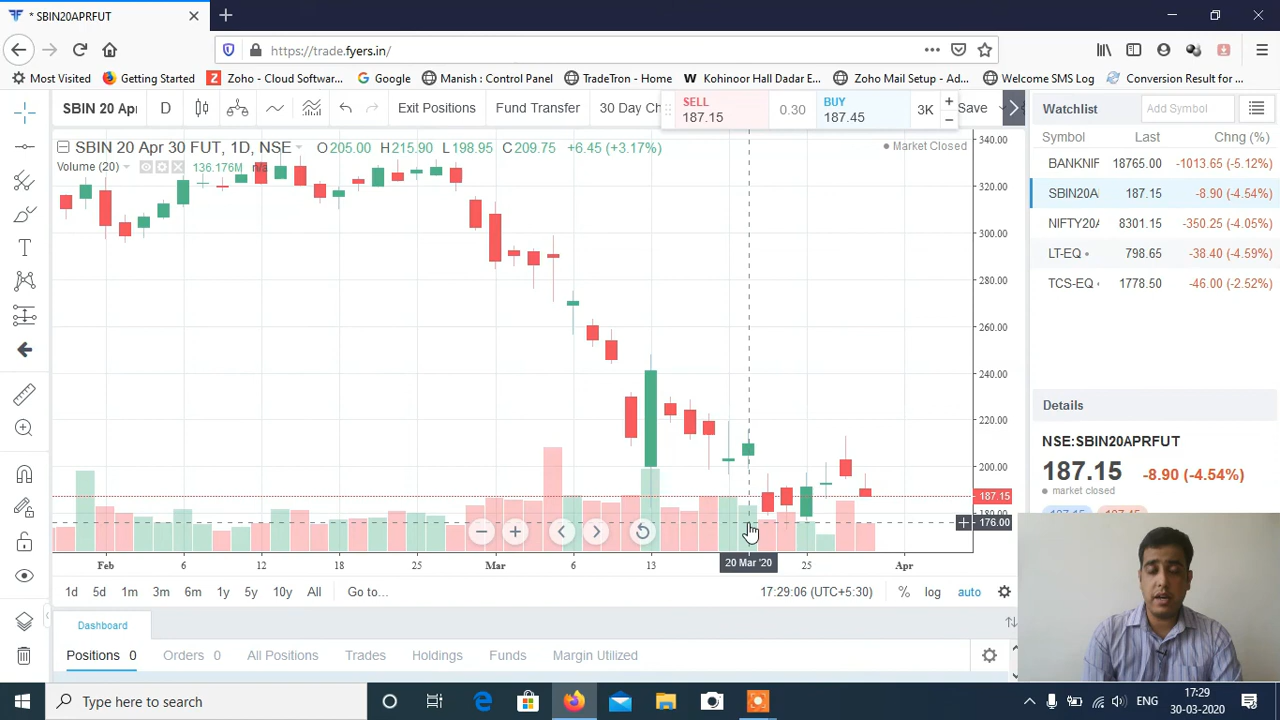 * SBIN20APRFUT
https://trade.fyers.in/
Most Visited
Getting Started
Zoho - Cloud Softwar...
Google
Manish : Control Panel
TradeTron - Home
Kohinoor Hall Dadar E...
Zoho Mail Setup - Ad...
Welcome SMS Log
Conversion Result for ...
SBIN 20 Apr
D
Exit Positions
Fund Transfer
30 Day Ch
SELL
187.15
0.30
BUY
187.45
3K
Save
SBIN 20 Apr 30 FUT, 1D, NSE
O205.00 H215.90 L198.95 C209.75 +6.45 (+3.17%)
Market Closed
Volume (20)
136.176M n/a
340.00
320.00
300.00
280.00
260.00
240.00
220.00
200.00
187.15
180.00
176.00
Feb
6
12
18
25
Mar
6
13
20 Mar '20
25
Apr
1d 5d 1m 3m 6m 1y 5y 10y All Go to...
17:29:06 (UTC+5:30)
% log auto
Dashboard
Positions 0
Orders 0
All Positions
Trades
Holdings
Funds
Margin Utilized
Watchlist
Add Symbol
Symbol Last Chng (%)
BANKNIF 18765.00 -1013.65 (-5.12%)
SBIN20A 187.15 -8.90 (-4.54%)
NIFTY20A 8301.15 -350.25 (-4.05%)
LT-EQ 798.65 -38.40 (-4.59%)
TCS-EQ 1778.50 -46.00 (-2.52%)
Details
NSE:SBIN20APRFUT
187.15 -8.90 (-4.54%)
market closed
Type here to search
ENG
17:29
30-03-2020